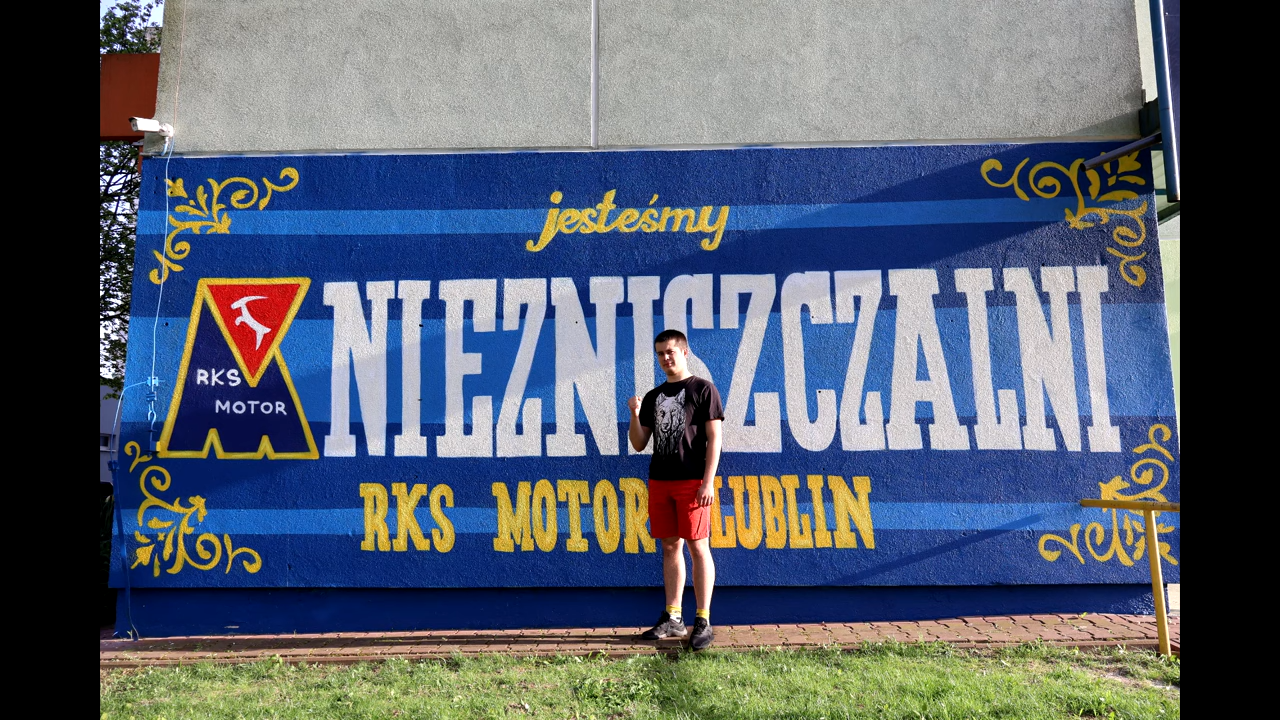 jesteśmy
NIEZNISZCZALNI
RKS
MOTOR
RKS MOTOR LUBLIN